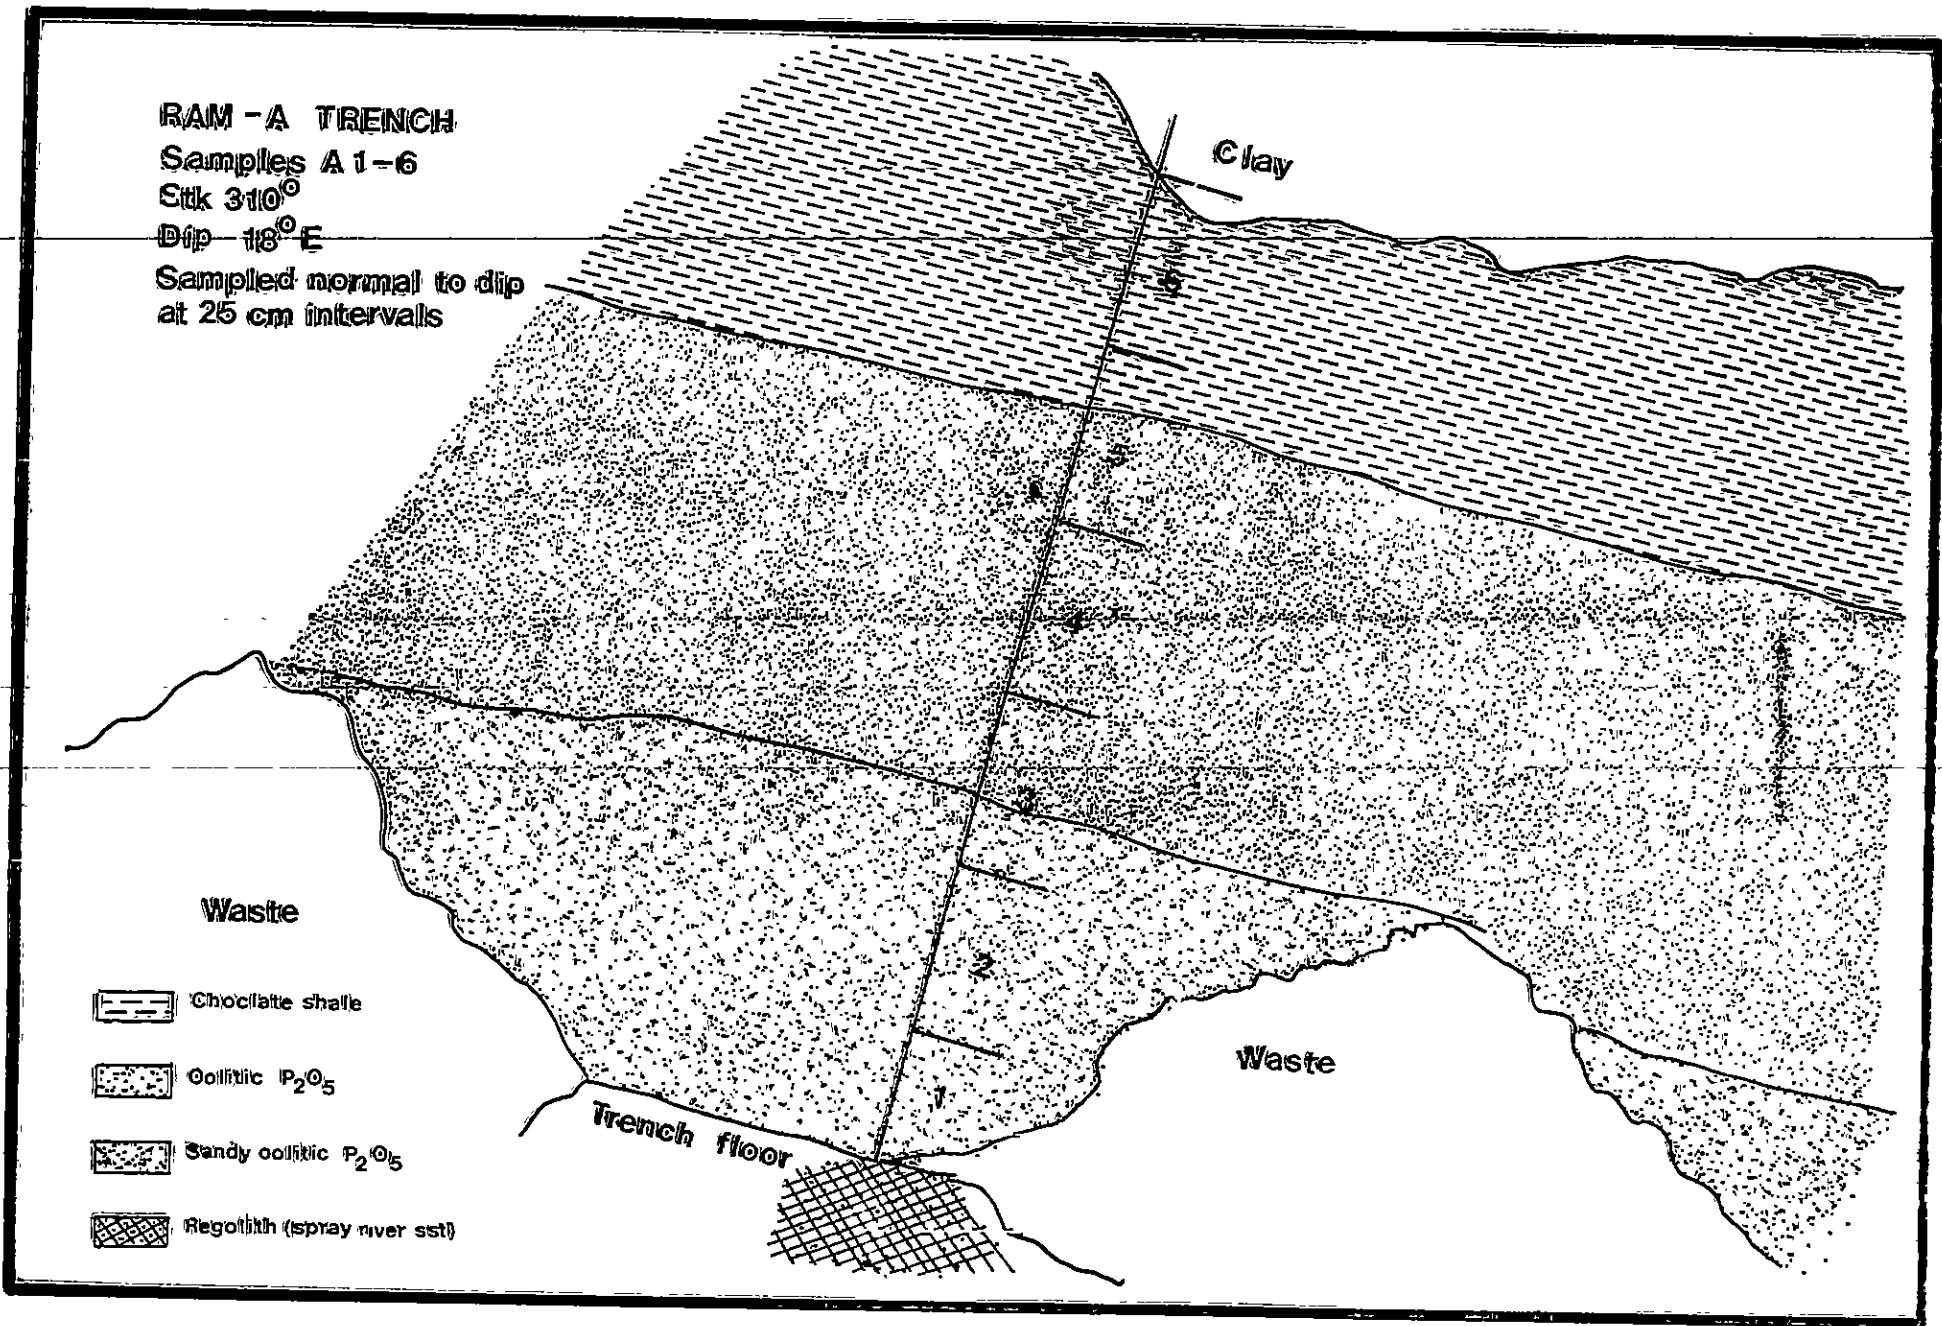 RAM-A TRENCH
Samples A 1-6
Stk 310°
Dip 18° E
Sampled normal to dip
at 25 cm intervals
Clay
6
5
4
3
2
1
Waste
Waste
Trench floor
Choclate shale
Oolitic P₂O₅
Sandy oolitic P₂O₅
Regolith (spray river sst)